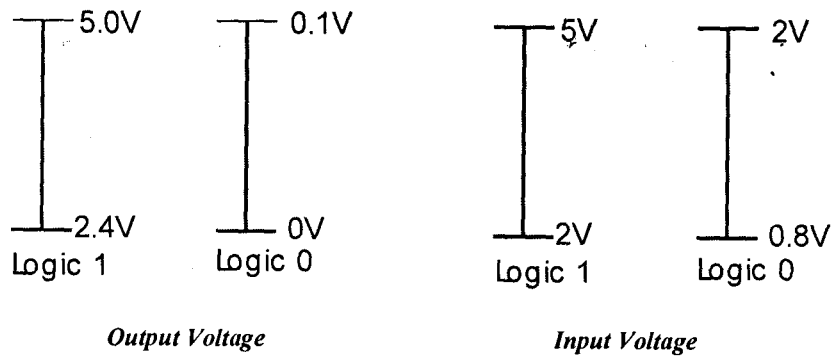 5.0V 0.1V 5V 2V
2.4V 0V 2V 0.8V
Logic 1 Logic 0 Logic 1 Logic 0
Output Voltage Input Voltage